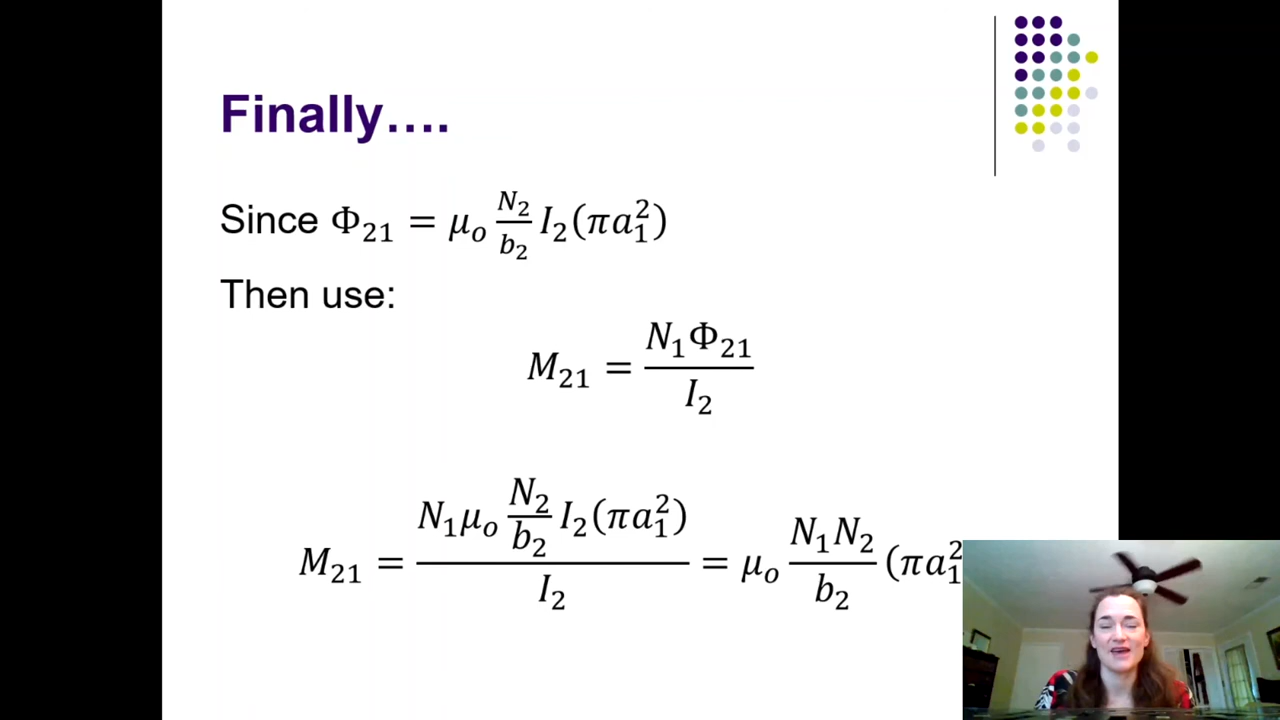 Finally….
Since Φ₂₁ = μₒ N₂/b₂ I₂(πa₁²)
Then use:
M₂₁ = N₁Φ₂₁/I₂
M₂₁ = N₁μₒ N₂/b₂ I₂(πa₁²)/I₂ = μₒ N₁N₂/b₂ (πa₁²